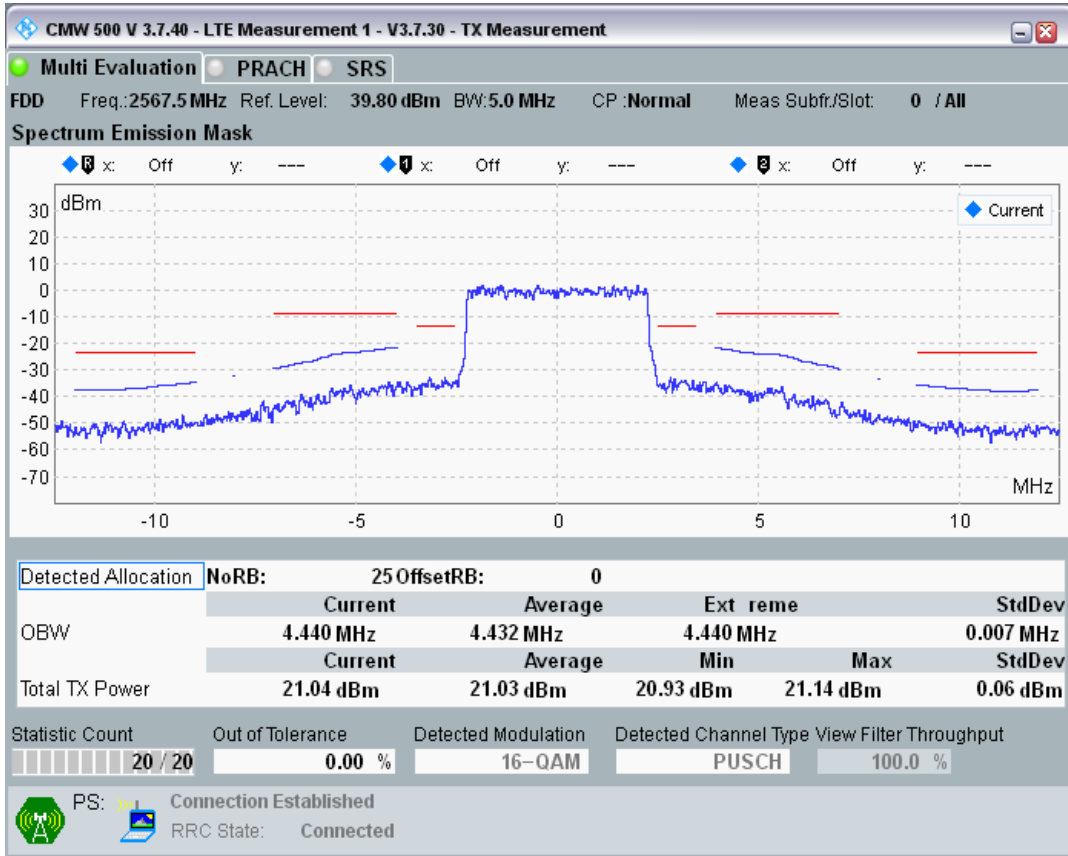 CMW 500 V 3.7.40 - LTE Measurement 1 - V3.7.30 - TX Measurement
Multi Evaluation PRACH SRS
FDD Freq.:2567.5 MHz Ref. Level: 39.80 dBm BW:5.0 MHz CP :Normal Meas Subfr./Slot: 0 / All
Spectrum Emission Mask
R x: Off y: --- 1 x: Off y: --- 2 x: Off y: ---
dBm
Current
30
20
10
0
-10
-20
-30
-40
-50
-60
-70
MHz
-10 -5 0 5 10
Detected Allocation NoRB: 25 OffsetRB: 0
Current Average Ext reme StdDev
OBW 4.440 MHz 4.432 MHz 4.440 MHz 0.007 MHz
Current Average Min Max StdDev
Total TX Power 21.04 dBm 21.03 dBm 20.93 dBm 21.14 dBm 0.06 dBm
Statistic Count Out of Tolerance Detected Modulation Detected Channel Type View Filter Throughput
20 / 20 0.00 % 16-QAM PUSCH 100.0 %
PS: Connection Established
RRC State: Connected